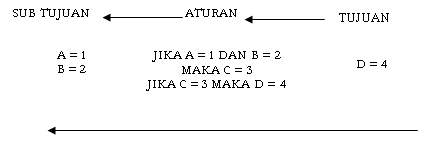 SUB TUJUAN
ATURAN
TUJUAN
A = 1
B = 2
JIKA A = 1 DAN B = 2
MAKA C = 3
JIKA C = 3 MAKA D = 4
D = 4